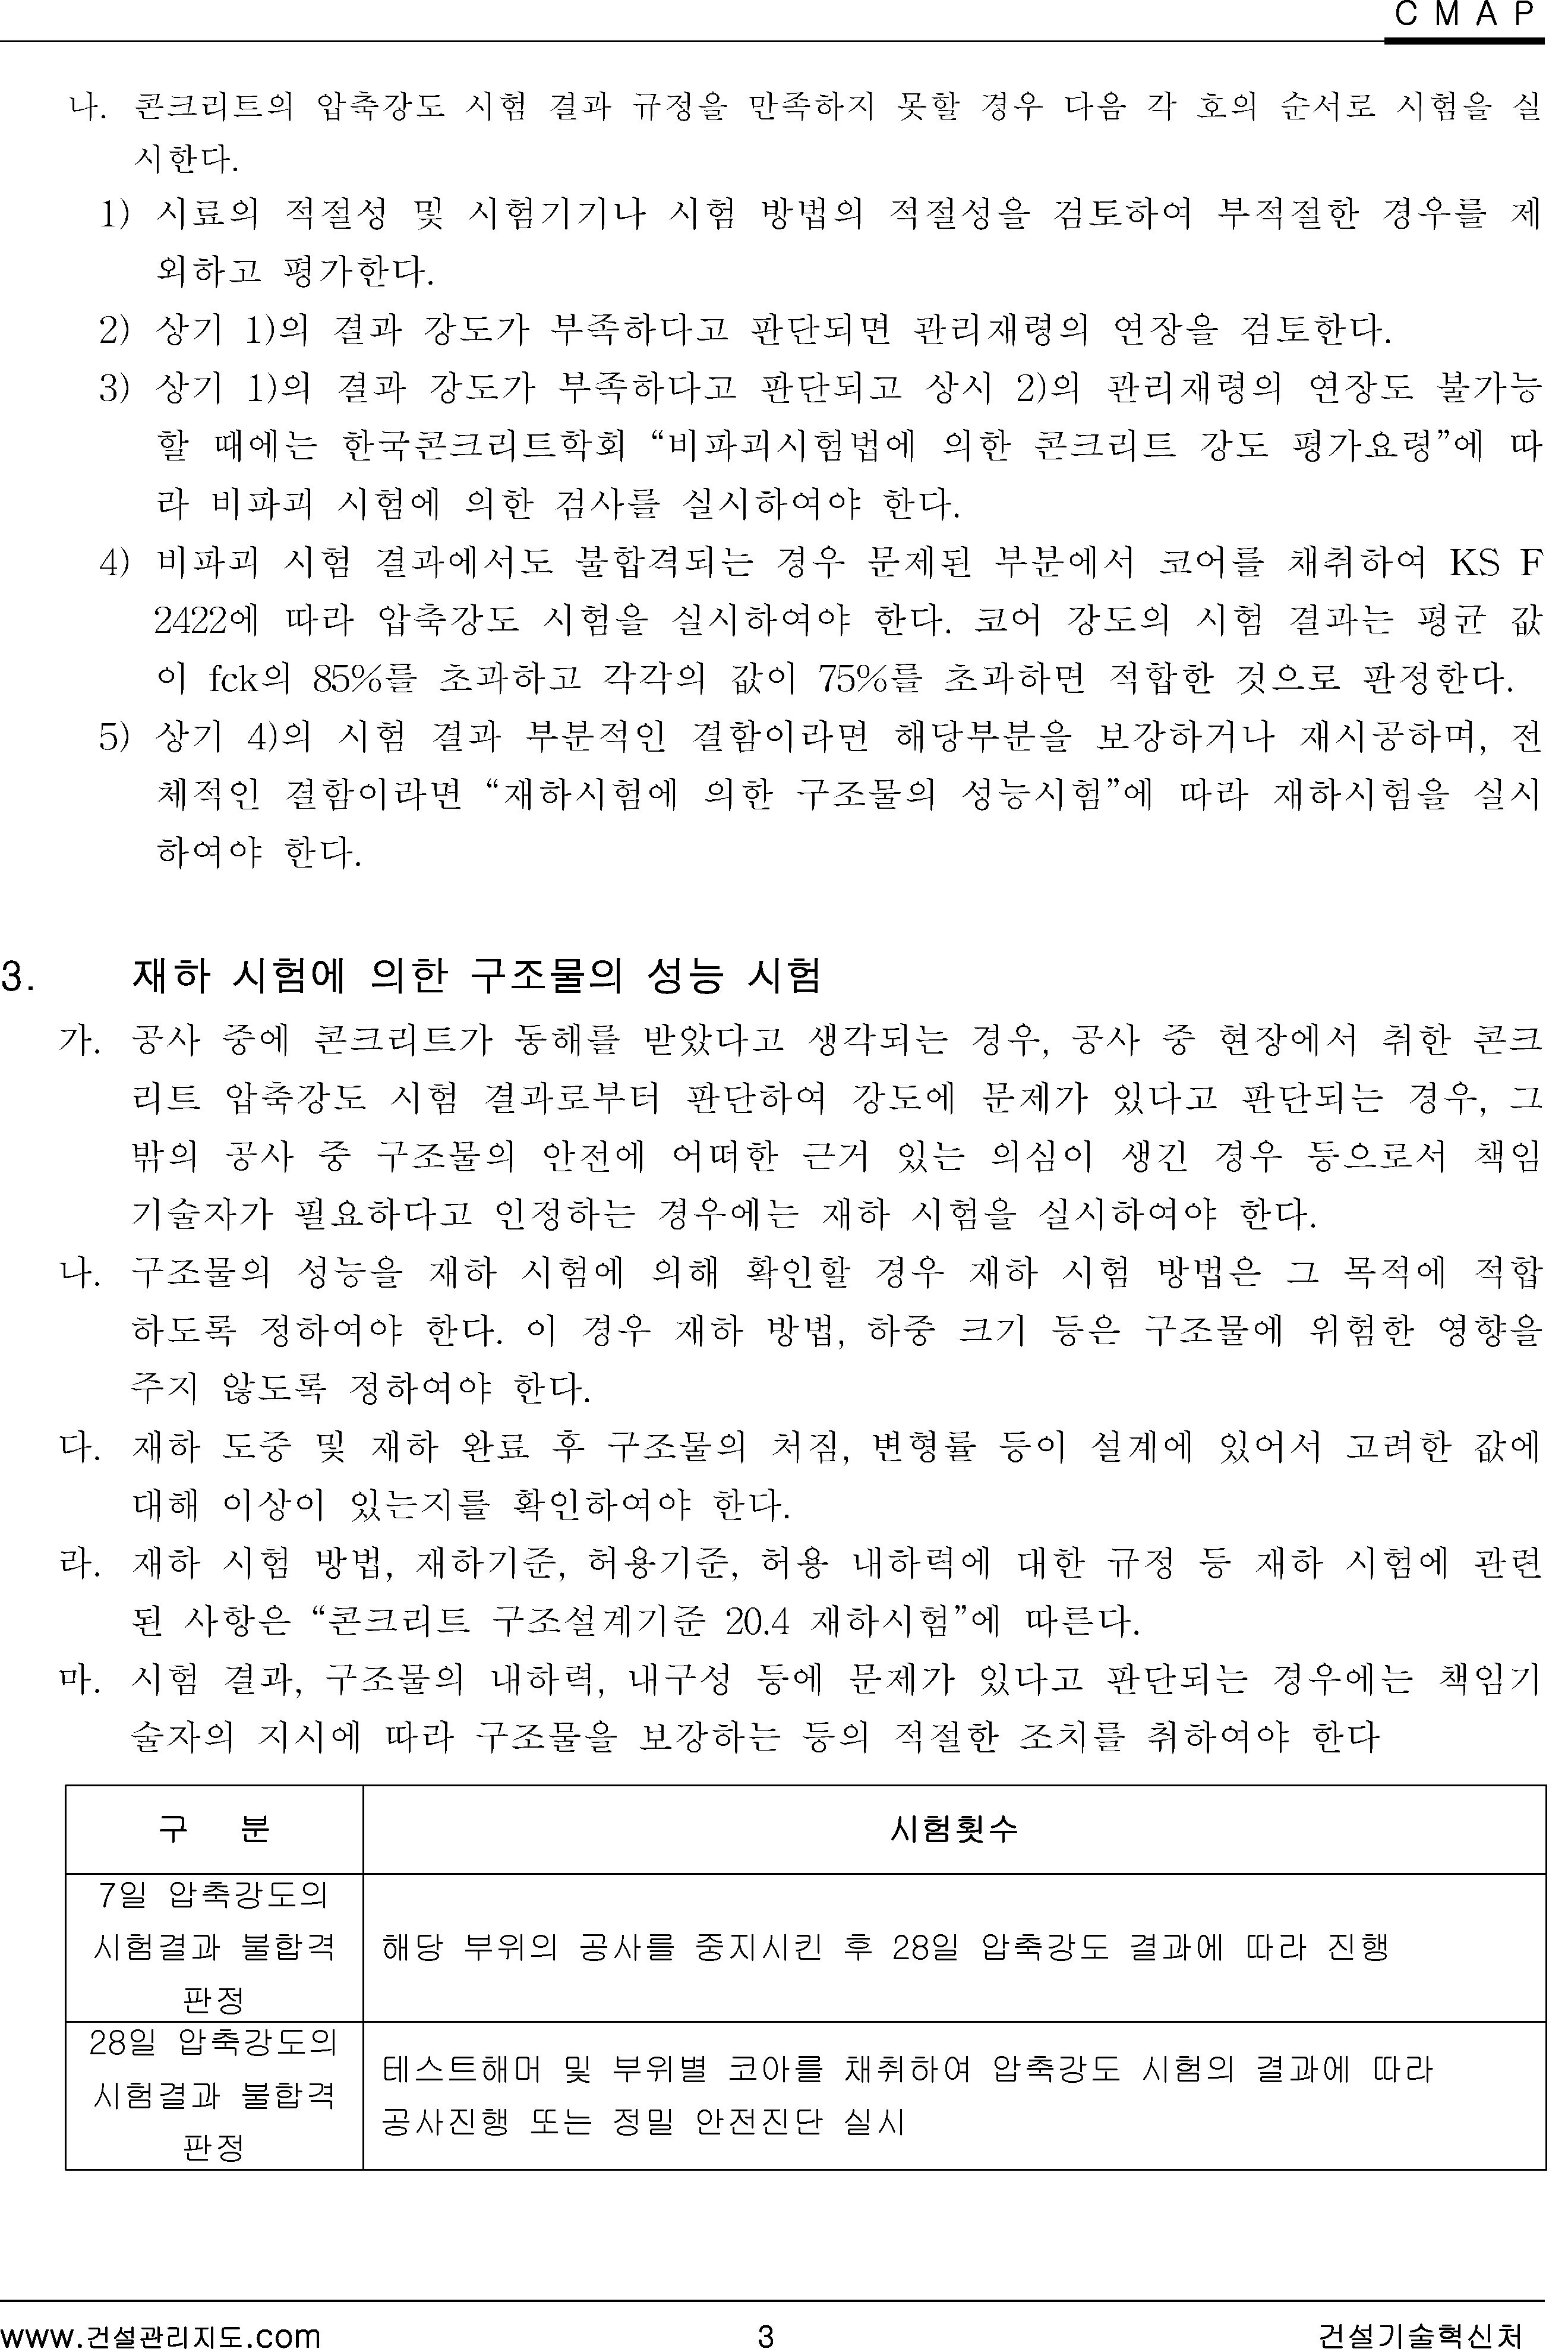 C M A P
나. 콘크리트의 압축강도 시험 결과 규정을 만족하지 못할 경우 다음 각 호의 순서로 시험을 실
시한다.
1) 시료의 적절성 및 시험기기나 시험 방법의 적절성을 검토하여 부적절한 경우를 제
외하고 평가한다.
2) 상기 1)의 결과 강도가 부족하다고 판단되면 관리재령의 연장을 검토한다.
3) 상기 1)의 결과 강도가 부족하다고 판단되고 상시 2)의 관리재령의 연장도 불가능
할 때에는 한국콘크리트학회 “비파괴시험법에 의한 콘크리트 강도 평가요령”에 따
라 비파괴 시험에 의한 검사를 실시하여야 한다.
4) 비파괴 시험 결과에서도 불합격되는 경우 문제된 부분에서 코어를 채취하여 KS F
2422에 따라 압축강도 시험을 실시하여야 한다. 코어 강도의 시험 결과는 평균 값
이 fck의 85%를 초과하고 각각의 값이 75%를 초과하면 적합한 것으로 판정한다.
5) 상기 4)의 시험 결과 부분적인 결함이라면 해당부분을 보강하거나 재시공하며, 전
체적인 결함이라면 “재하시험에 의한 구조물의 성능시험”에 따라 재하시험을 실시
하여야 한다.
3. 재하 시험에 의한 구조물의 성능 시험
가. 공사 중에 콘크리트가 동해를 받았다고 생각되는 경우, 공사 중 현장에서 취한 콘크
리트 압축강도 시험 결과로부터 판단하여 강도에 문제가 있다고 판단되는 경우, 그
밖의 공사 중 구조물의 안전에 어떠한 근거 있는 의심이 생긴 경우 등으로서 책임
기술자가 필요하다고 인정하는 경우에는 재하 시험을 실시하여야 한다.
나. 구조물의 성능을 재하 시험에 의해 확인할 경우 재하 시험 방법은 그 목적에 적합
하도록 정하여야 한다. 이 경우 재하 방법, 하중 크기 등은 구조물에 위험한 영향을
주지 않도록 정하여야 한다.
다. 재하 도중 및 재하 완료 후 구조물의 처짐, 변형률 등이 설계에 있어서 고려한 값에
대해 이상이 있는지를 확인하여야 한다.
라. 재하 시험 방법, 재하기준, 허용기준, 허용 내하력에 대한 규정 등 재하 시험에 관련
된 사항은 “콘크리트 구조설계기준 20.4 재하시험”에 따른다.
마. 시험 결과, 구조물의 내하력, 내구성 등에 문제가 있다고 판단되는 경우에는 책임기
술자의 지시에 따라 구조물을 보강하는 등의 적절한 조치를 취하여야 한다
구 분 시험횟수
7일 압축강도의
시험결과 불합격
판정
해당 부위의 공사를 중지시킨 후 28일 압축강도 결과에 따라 진행
28일 압축강도의
시험결과 불합격
판정
테스트해머 및 부위별 코아를 채취하여 압축강도 시험의 결과에 따라
공사진행 또는 정밀 안전진단 실시
www.건설관리지도.com 3 건설기술혁신처